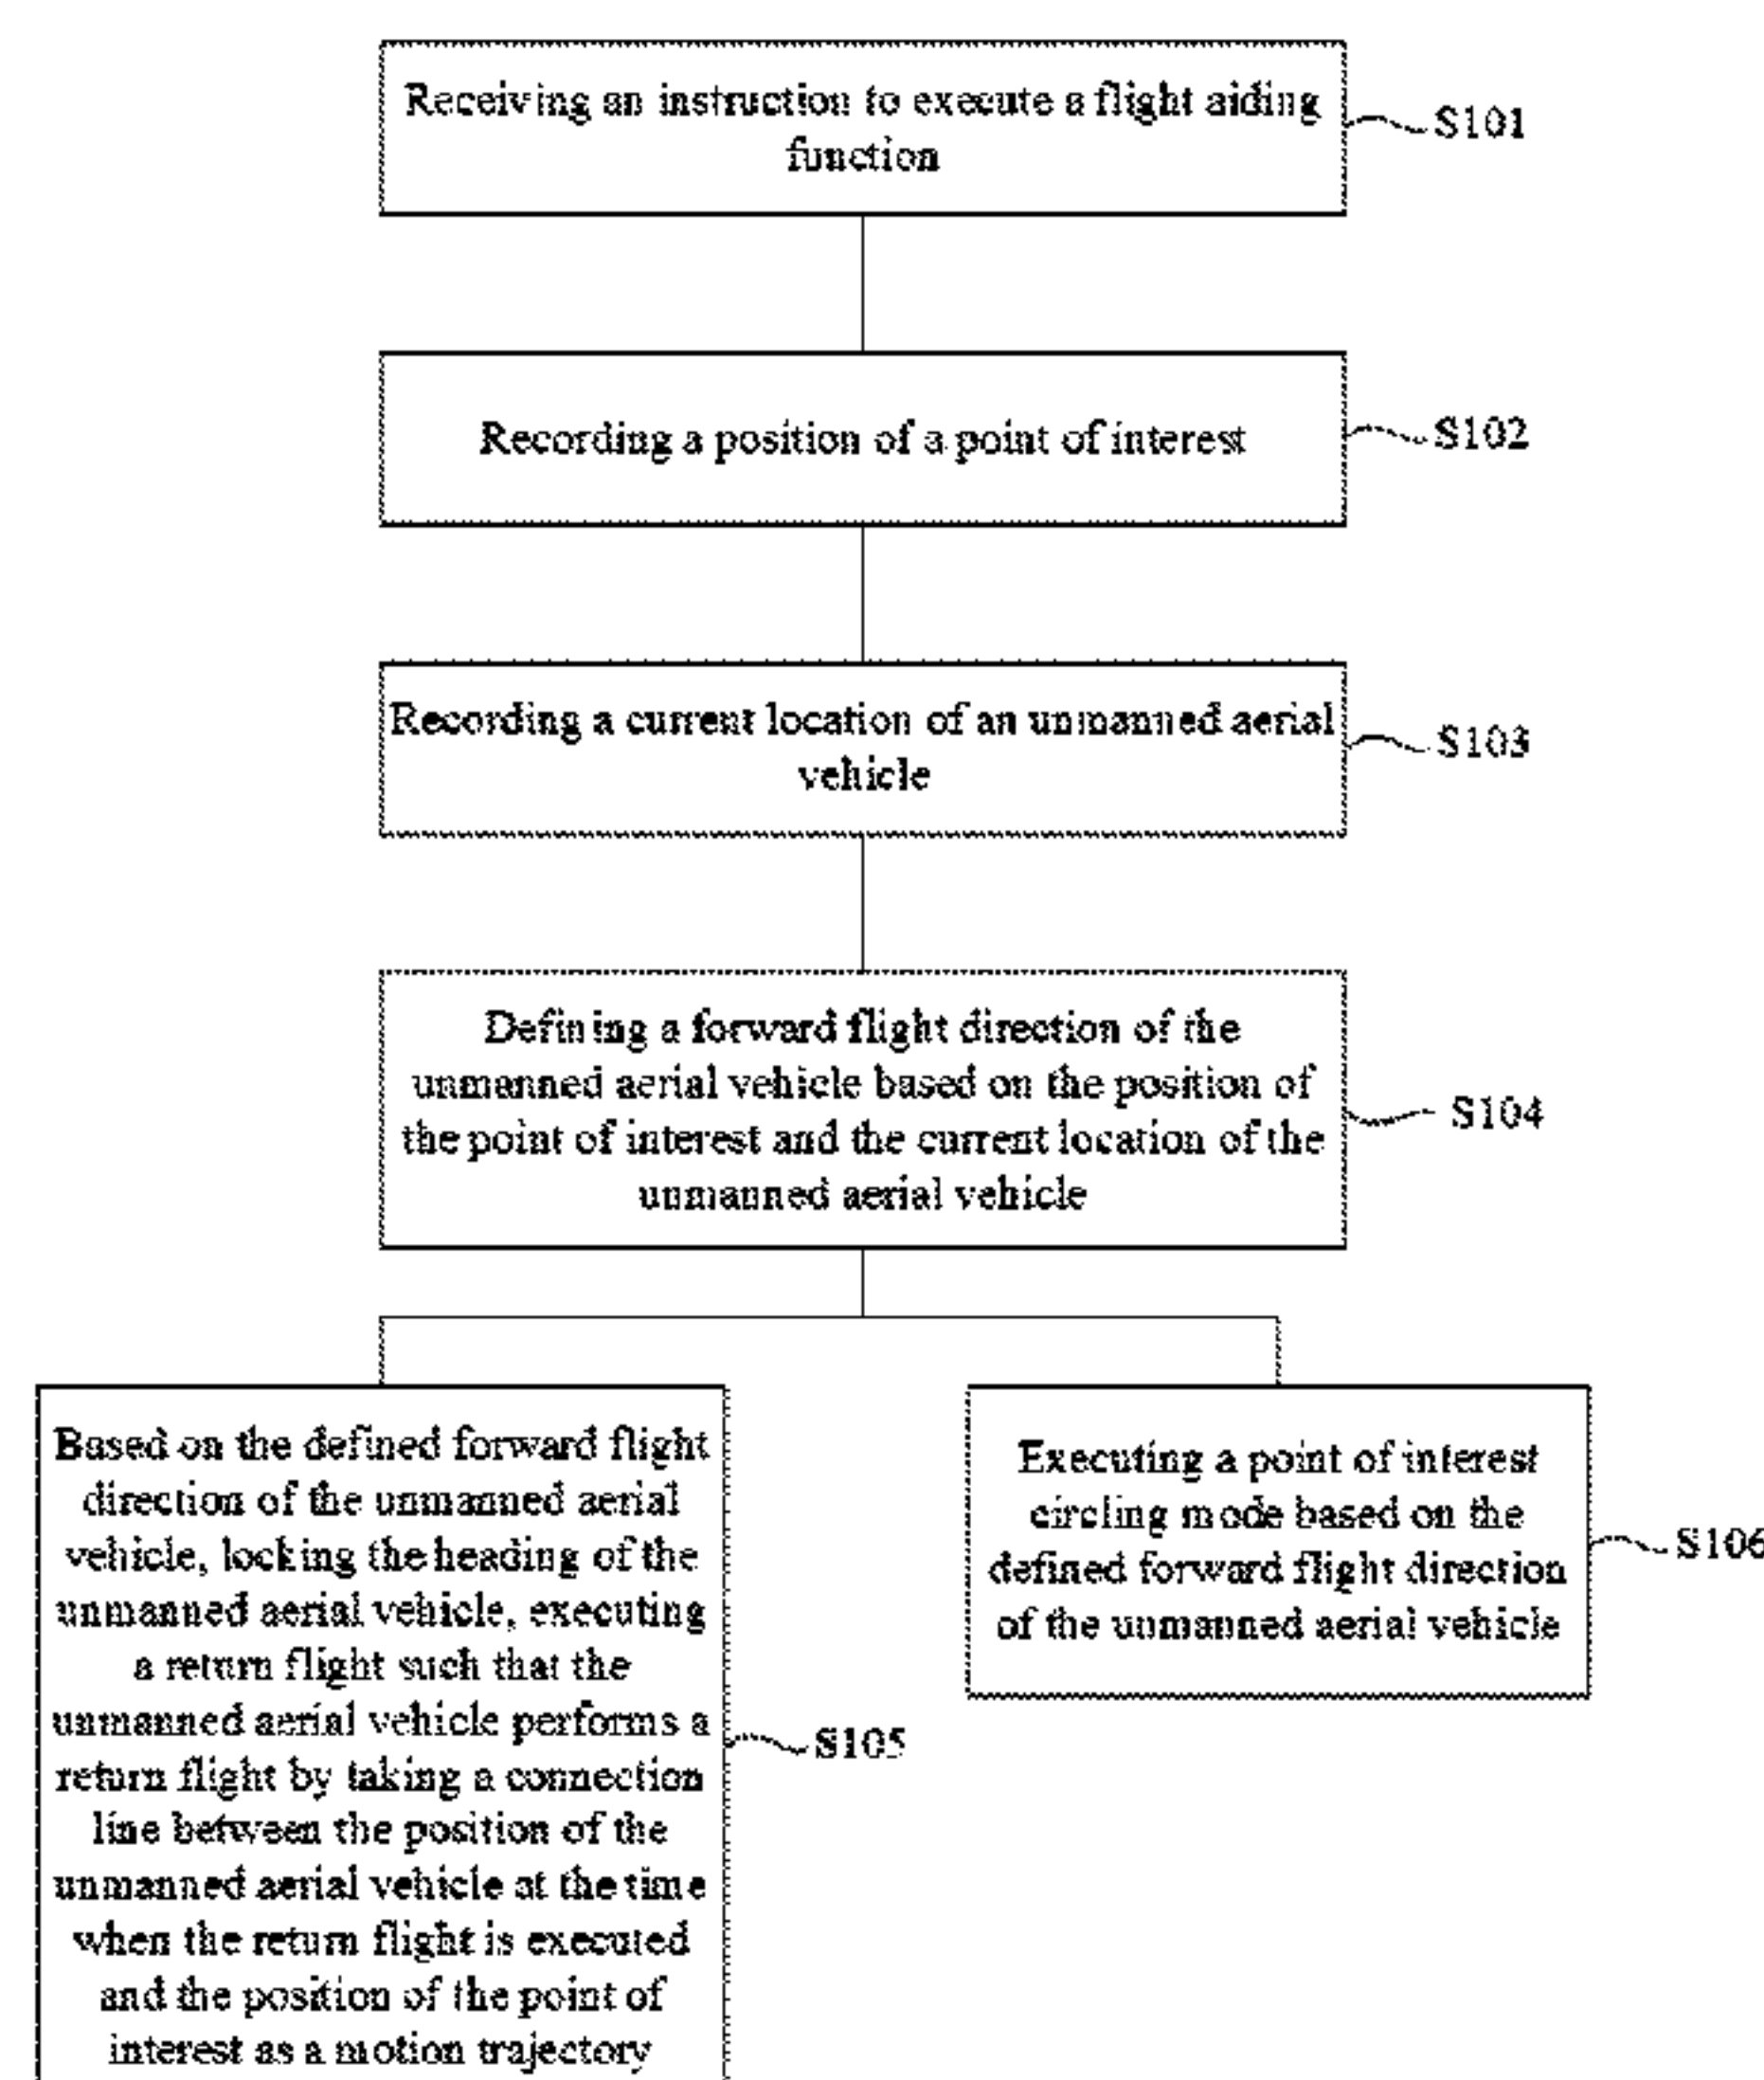 Receiving an instruction to execute a flight aiding
function
S101
Recording a position of a point of interest
S102
Recording a current location of an unmanned aerial
vehicle
S103
Defining a forward flight direction of the
unmanned aerial vehicle based on the position of
the point of interest and the current location of the
unmanned aerial vehicle
S104
Based on the defined forward flight
direction of the unmanned aerial
vehicle, locking the heading of the
unmanned aerial vehicle, executing
a return flight such that the
unmanned aerial vehicle performs a
return flight by taking a connection
line between the position of the
unmanned aerial vehicle at the time
when the return flight is executed
and the position of the point of
interest as a motion trajectory
S105
Executing a point of interest
circling mode based on the
defined forward flight direction
of the unmanned aerial vehicle
S106